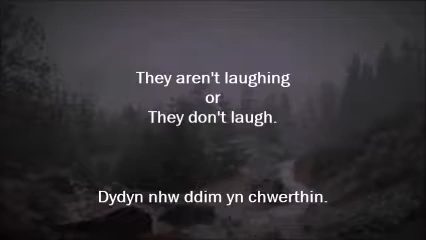 They aren't laughing
or
They don't laugh.
Dydyn nhw ddim yn chwerthin.